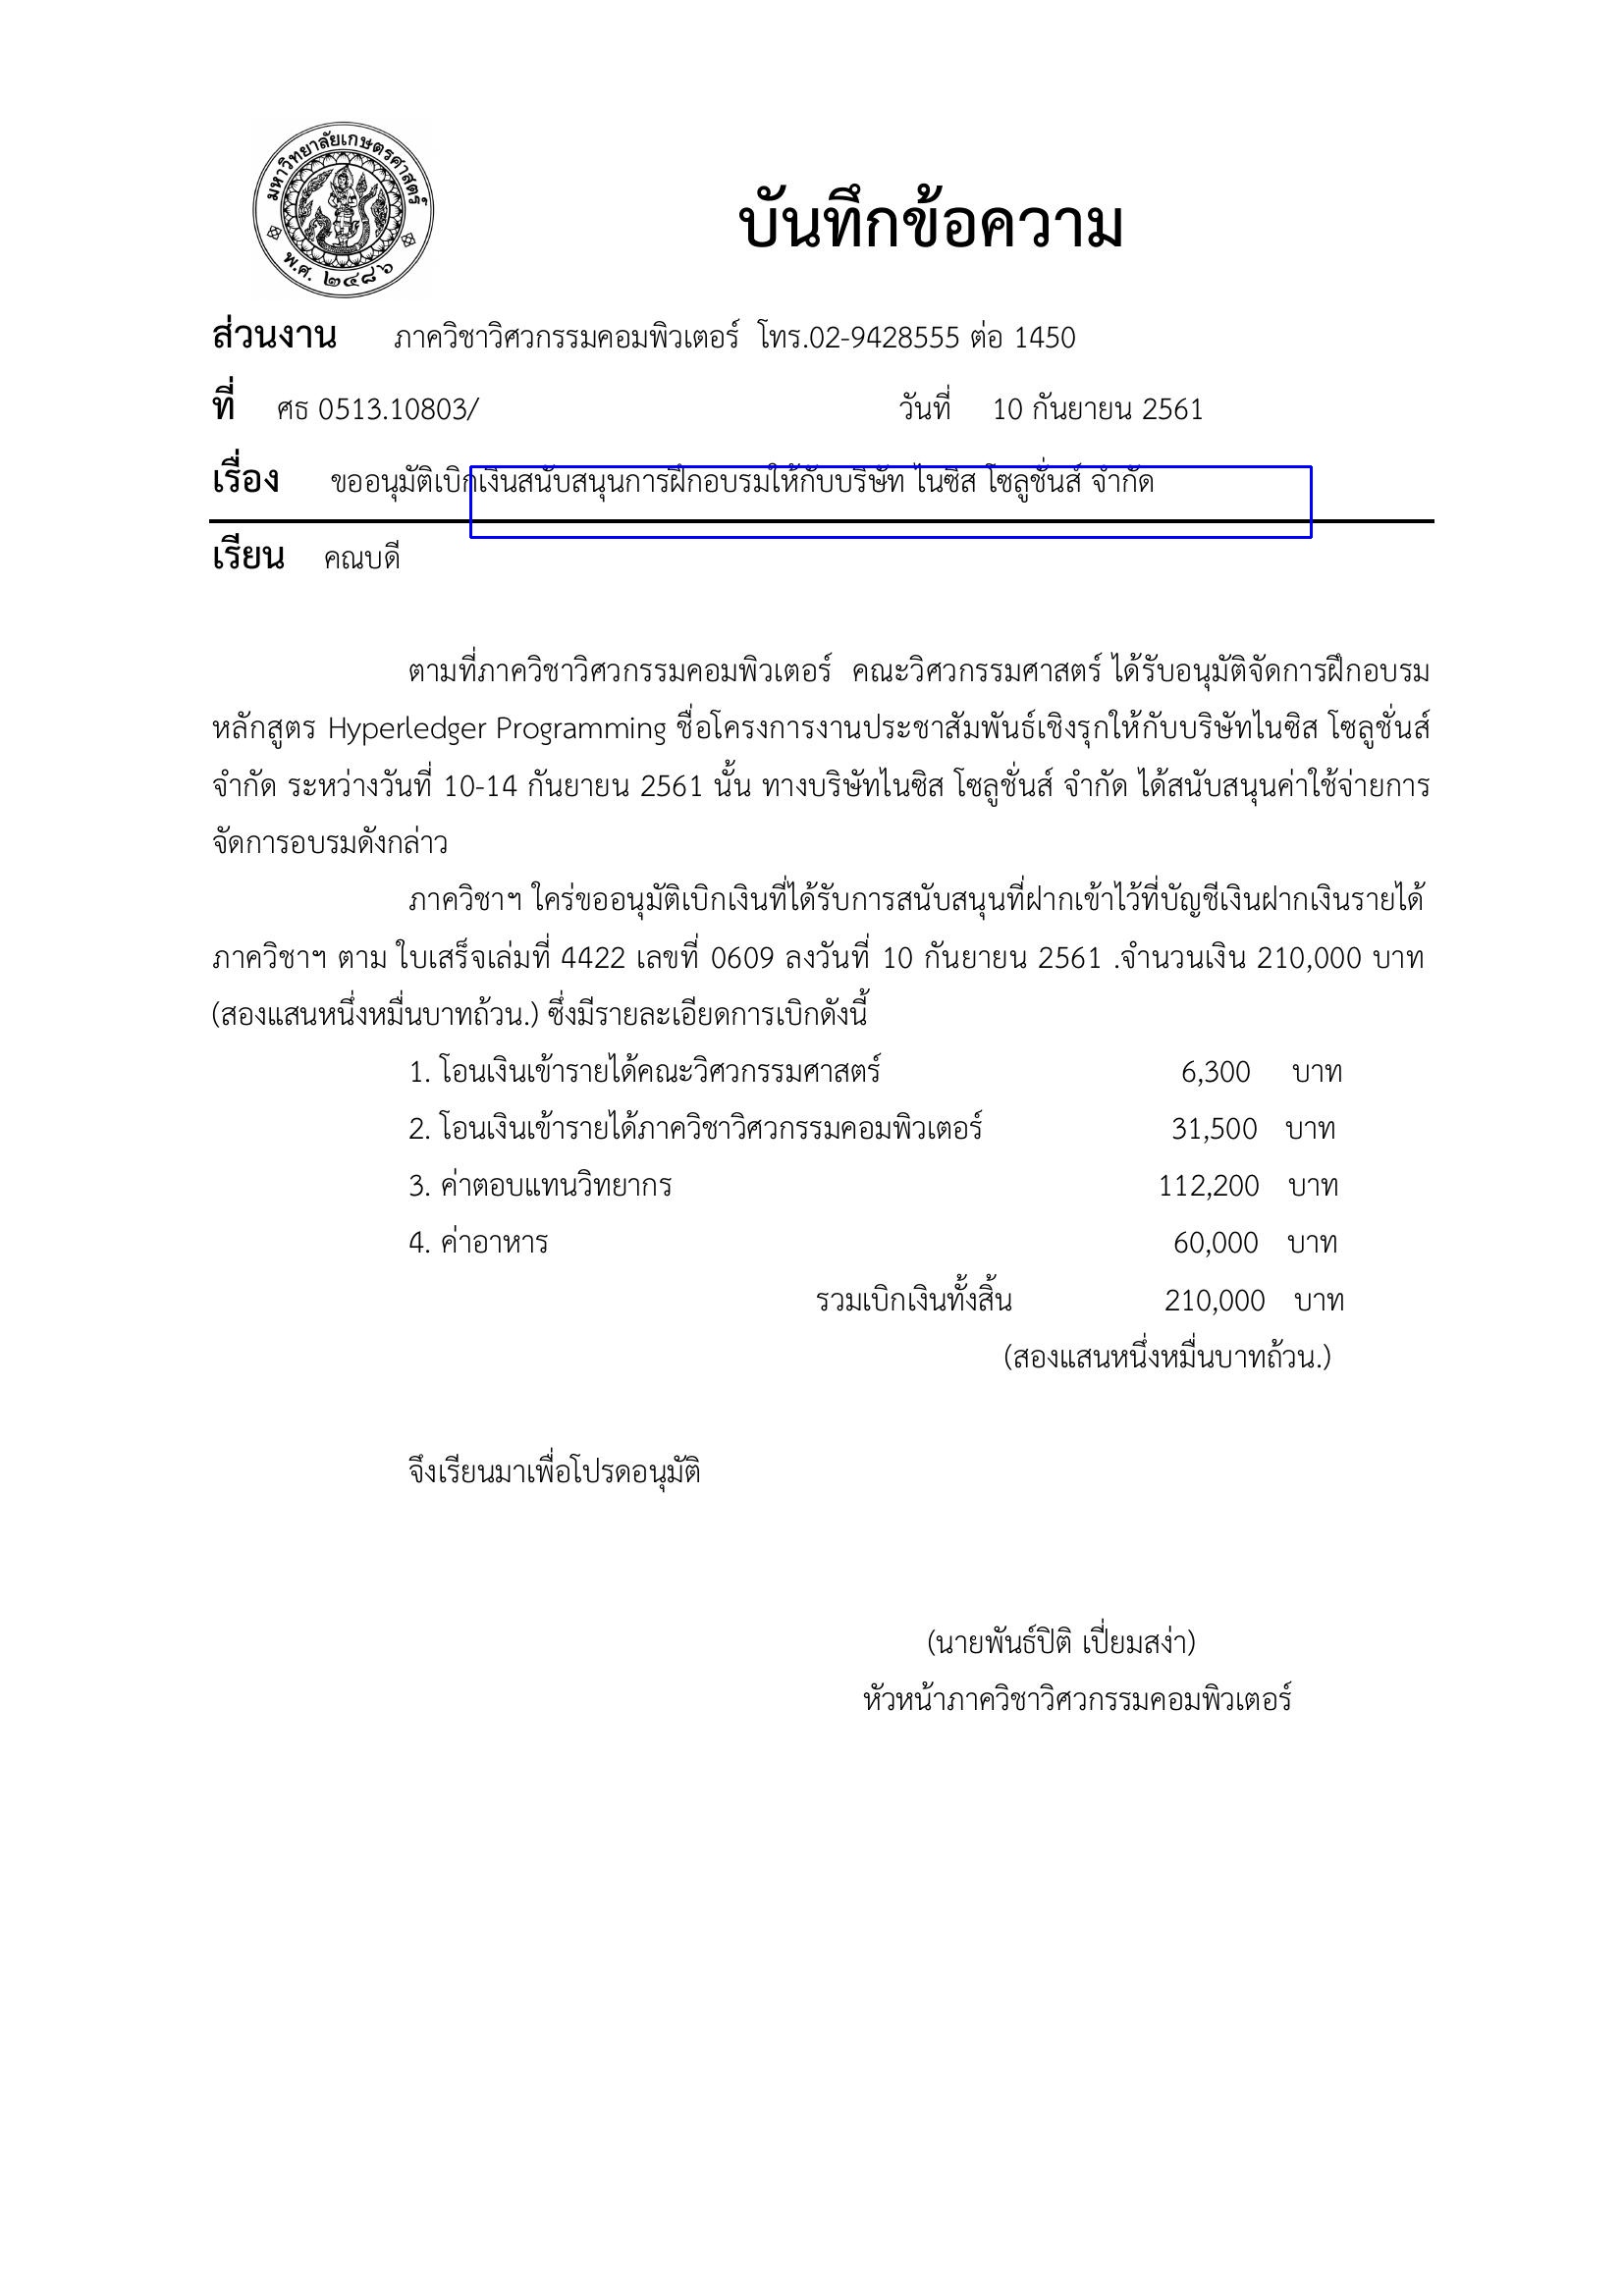 มหาวิทยาลัยเกษตรศาสตร์
พ.ศ. ๒๔๘๖
บันทึกข้อความ
ส่วนงาน ภาควิชาวิศวกรรมคอมพิวเตอร์ โทร.02-9428555 ต่อ 1450
ที่ ศธ 0513.10803/ วันที่ 10 กันยายน 2561
เรื่อง ขออนุมัติเบิกเงินสนับสนุนการฝึกอบรมให้กับบริษัท ไนซิส โซลูชั่นส์ จำกัด
เรียน คณบดี
ตามที่ภาควิชาวิศวกรรมคอมพิวเตอร์ คณะวิศวกรรมศาสตร์ ได้รับอนุมัติจัดการฝึกอบรม
หลักสูตร Hyperledger Programming ชื่อโครงการงานประชาสัมพันธ์เชิงรุกให้กับบริษัทไนซิส โซลูชั่นส์
จำกัด ระหว่างวันที่ 10-14 กันยายน 2561 นั้น ทางบริษัทไนซิส โซลูชั่นส์ จำกัด ได้สนับสนุนค่าใช้จ่ายการ
จัดการอบรมดังกล่าว
ภาควิชาฯ ใคร่ขออนุมัติเบิกเงินที่ได้รับการสนับสนุนที่ฝากเข้าไว้ที่บัญชีเงินฝากเงินรายได้
ภาควิชาฯ ตาม ใบเสร็จเล่มที่ 4422 เลขที่ 0609 ลงวันที่ 10 กันยายน 2561 .จำนวนเงิน 210,000 บาท
(สองแสนหนึ่งหมื่นบาทถ้วน.) ซึ่งมีรายละเอียดการเบิกดังนี้
1. โอนเงินเข้ารายได้คณะวิศวกรรมศาสตร์ 6,300 บาท
2. โอนเงินเข้ารายได้ภาควิชาวิศวกรรมคอมพิวเตอร์ 31,500 บาท
3. ค่าตอบแทนวิทยากร 112,200 บาท
4. ค่าอาหาร 60,000 บาท
รวมเบิกเงินทั้งสิ้น 210,000 บาท
(สองแสนหนึ่งหมื่นบาทถ้วน.)
จึงเรียนมาเพื่อโปรดอนุมัติ
(นายพันธ์ปิติ เปี่ยมสง่า)
หัวหน้าภาควิชาวิศวกรรมคอมพิวเตอร์